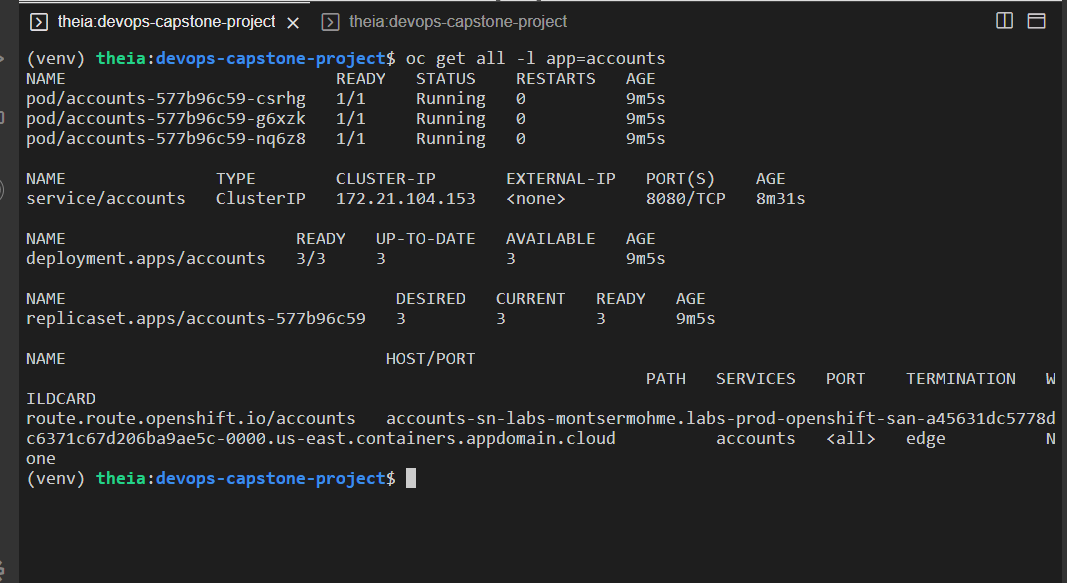 theia:devops-capstone-project × theia:devops-capstone-project
(venv) theia:devops-capstone-project$ oc get all -l app=accounts
NAME                            READY   STATUS    RESTARTS   AGE
pod/accounts-577b96c59-csrhg   1/1     Running   0          9m5s
pod/accounts-577b96c59-g6xzk   1/1     Running   0          9m5s
pod/accounts-577b96c59-nq6z8   1/1     Running   0          9m5s
NAME               TYPE        CLUSTER-IP       EXTERNAL-IP   PORT(S)    AGE
service/accounts   ClusterIP   172.21.104.153   <none>        8080/TCP   8m31s
NAME                       READY   UP-TO-DATE   AVAILABLE   AGE
deployment.apps/accounts   3/3     3            3           9m5s
NAME                                 DESIRED   CURRENT   READY   AGE
replicaset.apps/accounts-577b96c59   3         3         3       9m5s
NAME                                HOST/PORT
PATH   SERVICES   PORT    TERMINATION   W
ILDCARD
route.route.openshift.io/accounts   accounts-sn-labs-montsermohme.labs-prod-openshift-san-a45631dc5778d
c6371c67d206ba9ae5c-0000.us-east.containers.appdomain.cloud          accounts   <all>   edge          N
one
(venv) theia:devops-capstone-project$